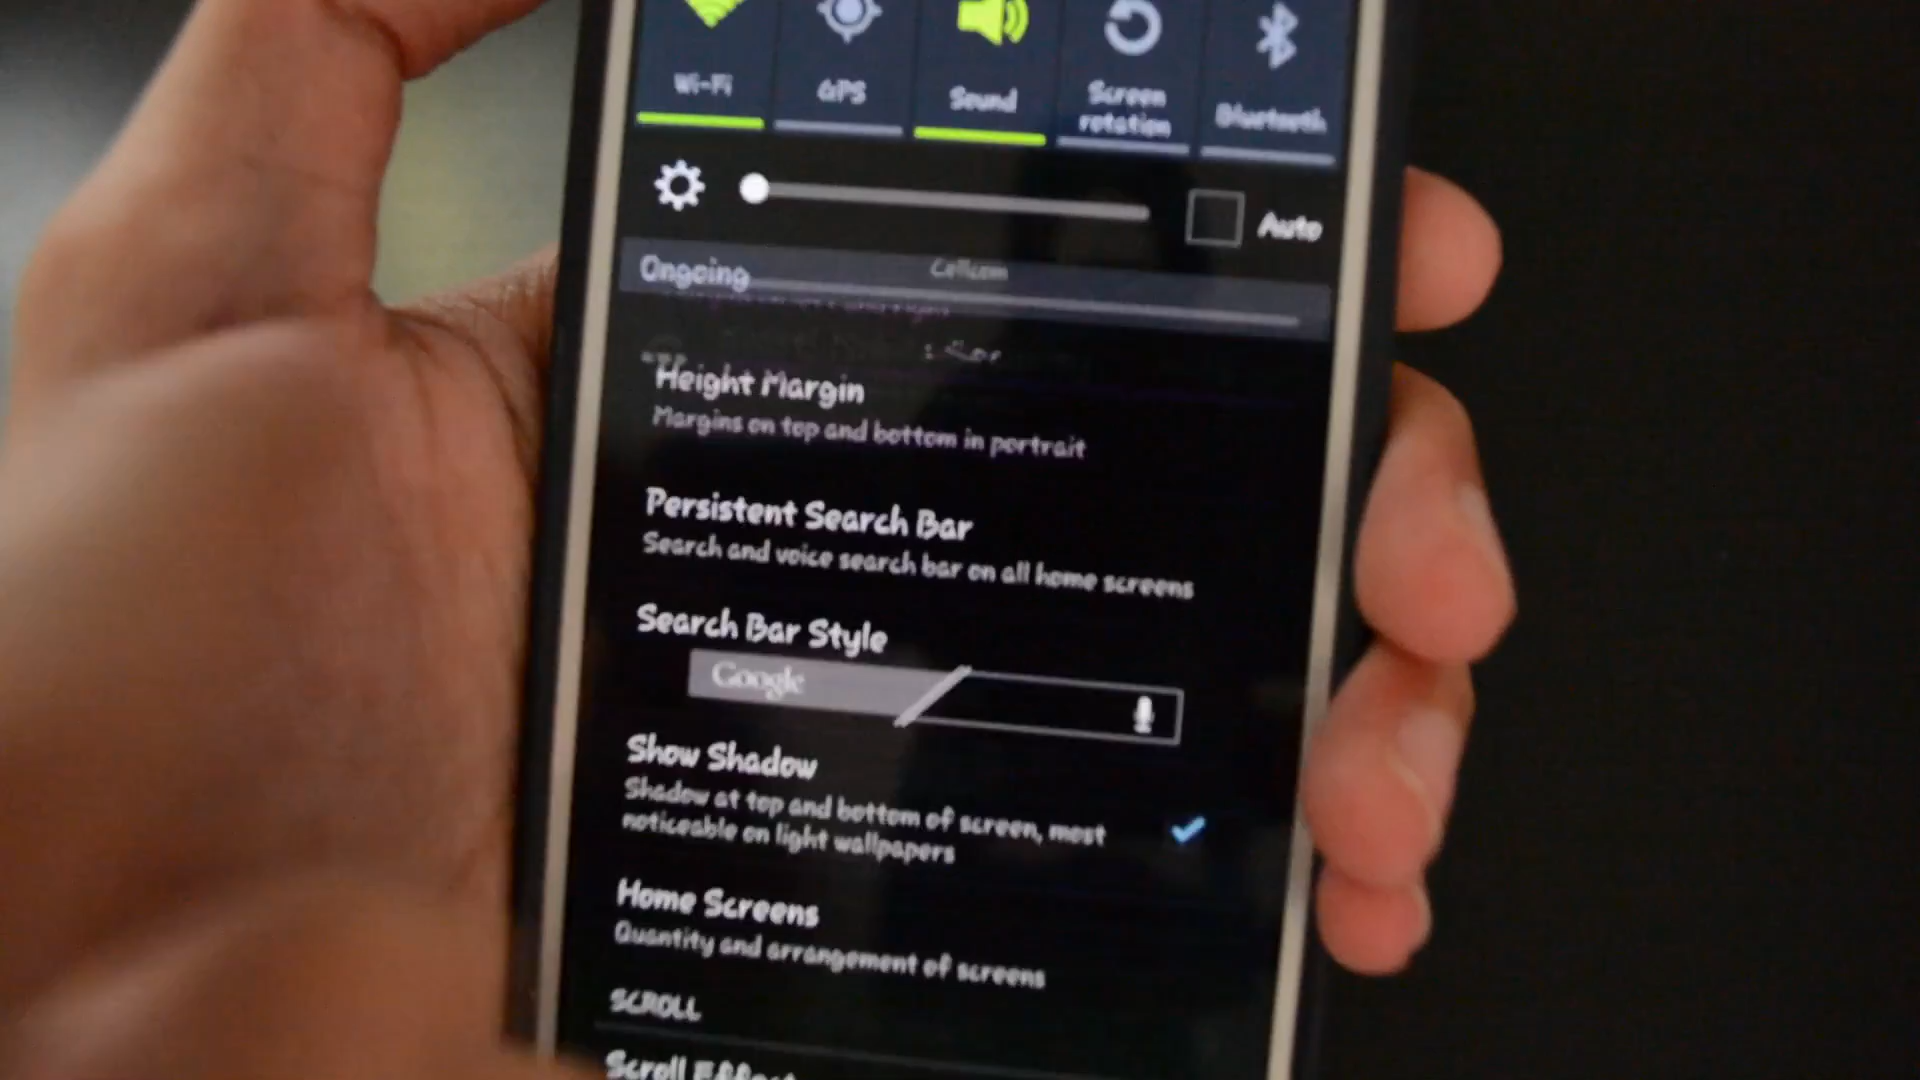 Wi-Fi
GPS
Sound
Screen
rotation
Bluetooth
Auto
Ongoing
Cellcom
Height Margin
Margins on top and bottom in portrait
Persistent Search Bar
Search and voice search bar on all home screens
Search Bar Style
Google
Show Shadow
Shadow at top and bottom of screen, most
noticeable on light wallpapers
Home Screens
Quantity and arrangement of screens
SCROLL
Scroll Effect